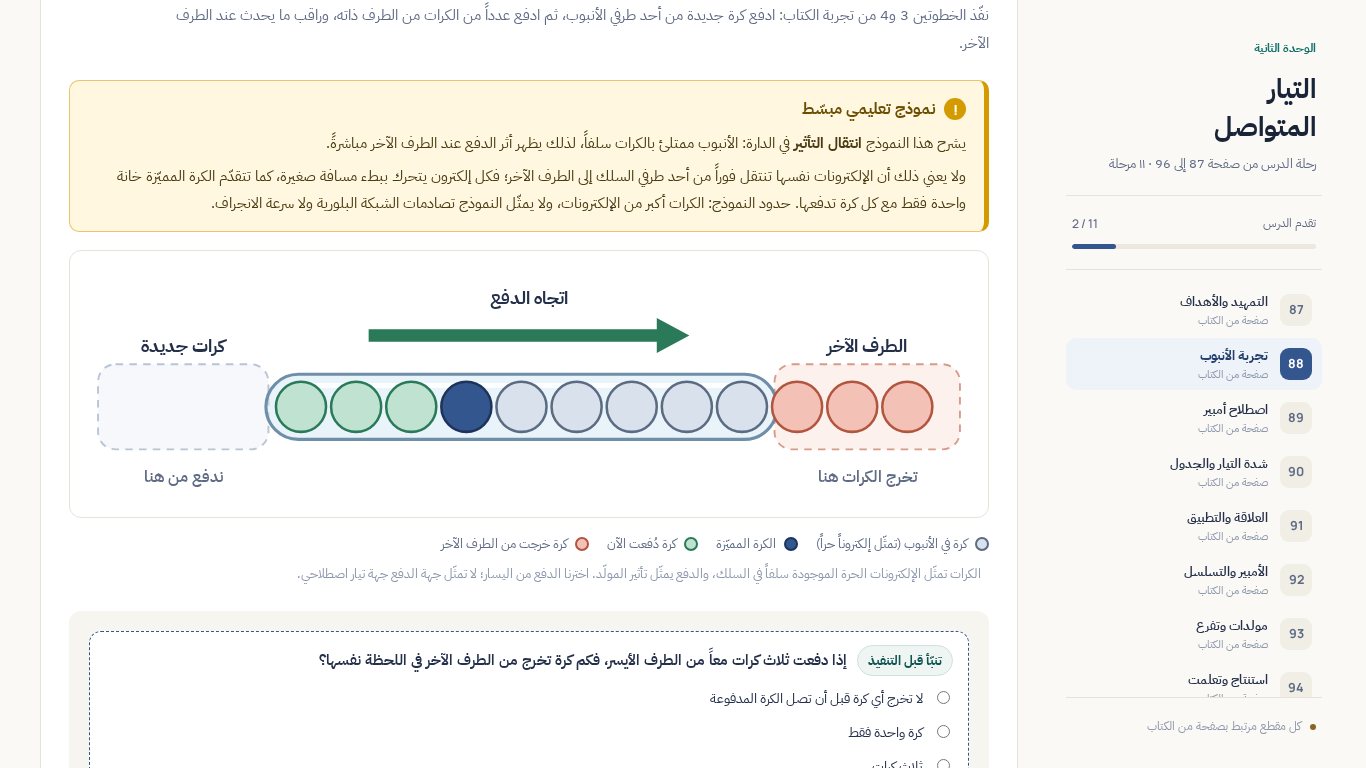 الوحدة الثانية
التيار
المتواصل
رحلة الدرس من صفحة 87 إلى 96 · ١١ مرحلة
تقدم الدرس
2 / 11
87
التمهيد والأهداف
صفحة من الكتاب
88
تجربة الأنبوب
صفحة من الكتاب
89
اصطلاح أمبير
صفحة من الكتاب
90
شدة التيار والجدول
صفحة من الكتاب
91
العلاقة والتطبيق
صفحة من الكتاب
92
الأمبير والتسلسل
صفحة من الكتاب
93
مولدات وتفرع
صفحة من الكتاب
94
استنتاج وتعلمت
كل مقطع مرتبط بصفحة من الكتاب
نفّذ الخطوتين 3 و4 من تجربة الكتاب: ادفع كرة جديدة من أحد طرفي الأنبوب، ثم ادفع عدداً من الكرات من الطرف ذاته، وراقب ما يحدث عند الطرف
الآخر.
!
نموذج تعليمي مبسّط
يشرح هذا النموذج انتقال التأثير في الدارة: الأنبوب ممتلئ بالكرات سلفاً، لذلك يظهر أثر الدفع عند الطرف الآخر مباشرةً.
ولا يعني ذلك أن الإلكترونات نفسها تنتقل فوراً من أحد طرفي السلك إلى الطرف الآخر؛ فكل إلكترون يتحرك ببطء مسافة صغيرة، كما تتقدّم الكرة المميّزة خانة
واحدة فقط مع كل كرة تدفعها. حدود النموذج: الكرات أكبر من الإلكترونات، ولا يمثّل النموذج تصادمات الشبكة البلورية ولا سرعة الانجراف.
اتجاه الدفع
الطرف الآخر
كرات جديدة
تخرج الكرات هنا
ندفع من هنا
كرة في الأنبوب (تمثّل إلكتروناً حراً)
الكرة المميّزة
كرة دُفعت الآن
كرة خرجت من الطرف الآخر
الكرات تمثّل الإلكترونات الحرة الموجودة سلفاً في السلك، والدفع يمثّل تأثير المولّد. اخترنا الدفع من اليسار؛ لا تمثّل جهة الدفع جهة تيار اصطلاحي.
تنبّأ قبل التنفيذ
إذا دفعت ثلاث كرات معاً من الطرف الأيسر، فكم كرة تخرج من الطرف الآخر في اللحظة نفسها؟
لا تخرج أي كرة قبل أن تصل الكرة المدفوعة
كرة واحدة فقط
ثلاث كرات